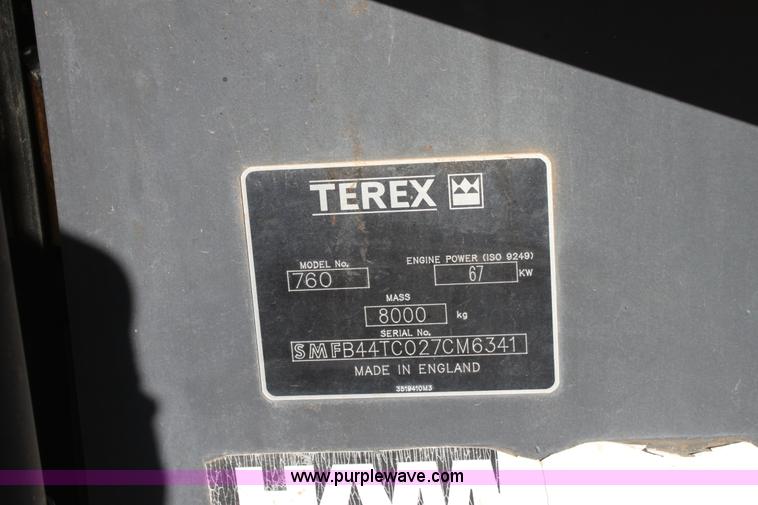 TEREX
MODEL No. ENGINE POWER (ISO 9249)
760 67 KW
MASS
8000 kg
SERIAL No.
SMFB44TC027CM6341
MADE IN ENGLAND
3519410M3
www.purplewave.com